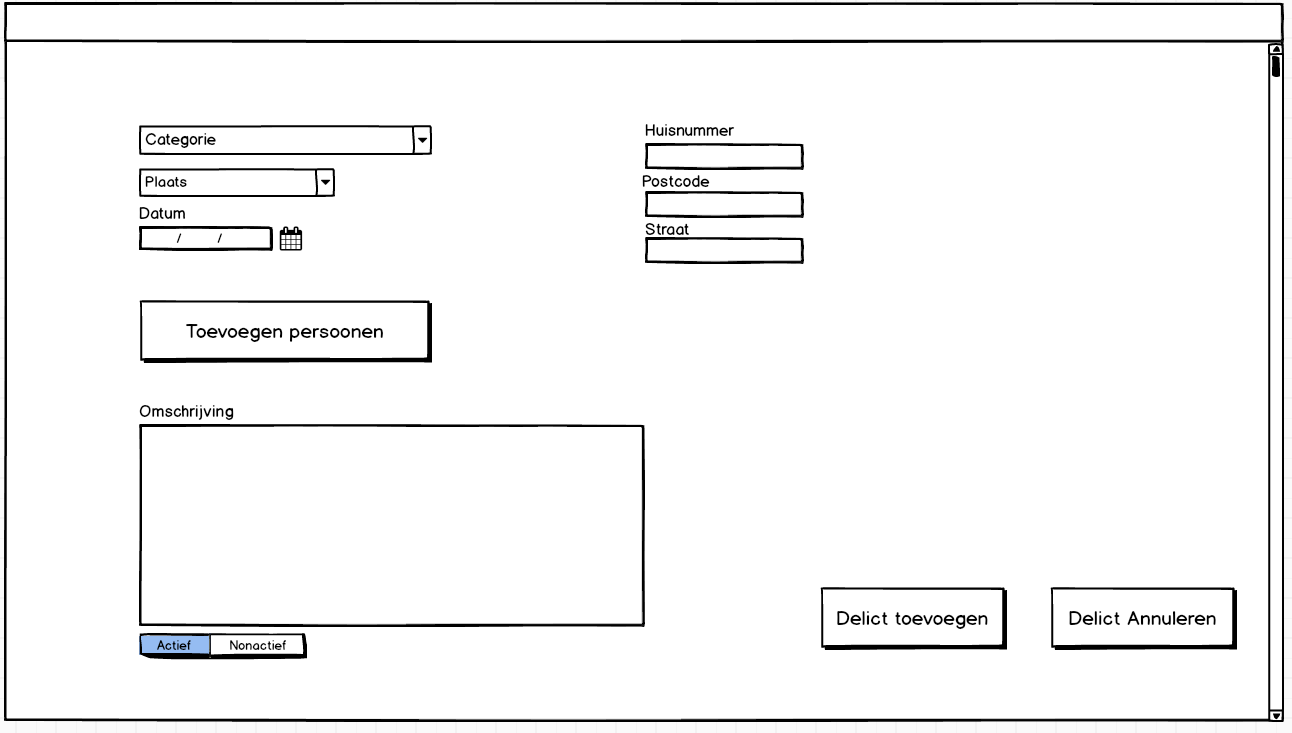 Categorie
Plaats
Datum
/ /
Huisnummer
Postcode
Straat
Toevoegen persoonen
Omschrijving
Actief Nonactief
Delict toevoegen
Delict Annuleren